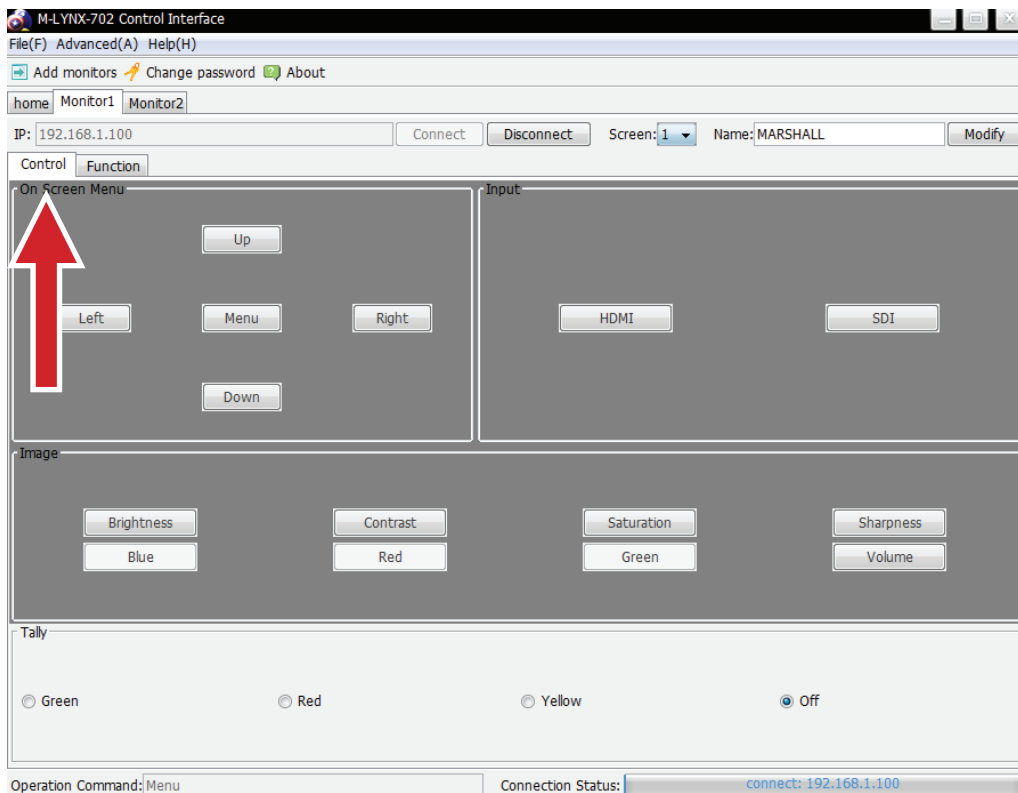 M-LYNX-702 Control Interface
File(F) Advanced(A) Help(H)
Add monitors Change password About
home Monitor1 Monitor2
IP: 192.168.1.100 Connect Disconnect Screen: 1 Name: MARSHALL Modify
Control Function
On Screen Menu Input
Up
Left Menu Right HDMI SDI
Down
Image
Brightness Contrast Saturation Sharpness
Blue Red Green Volume
Tally
Green Red Yellow Off
Operation Command: Menu Connection Status: connect: 192.168.1.100